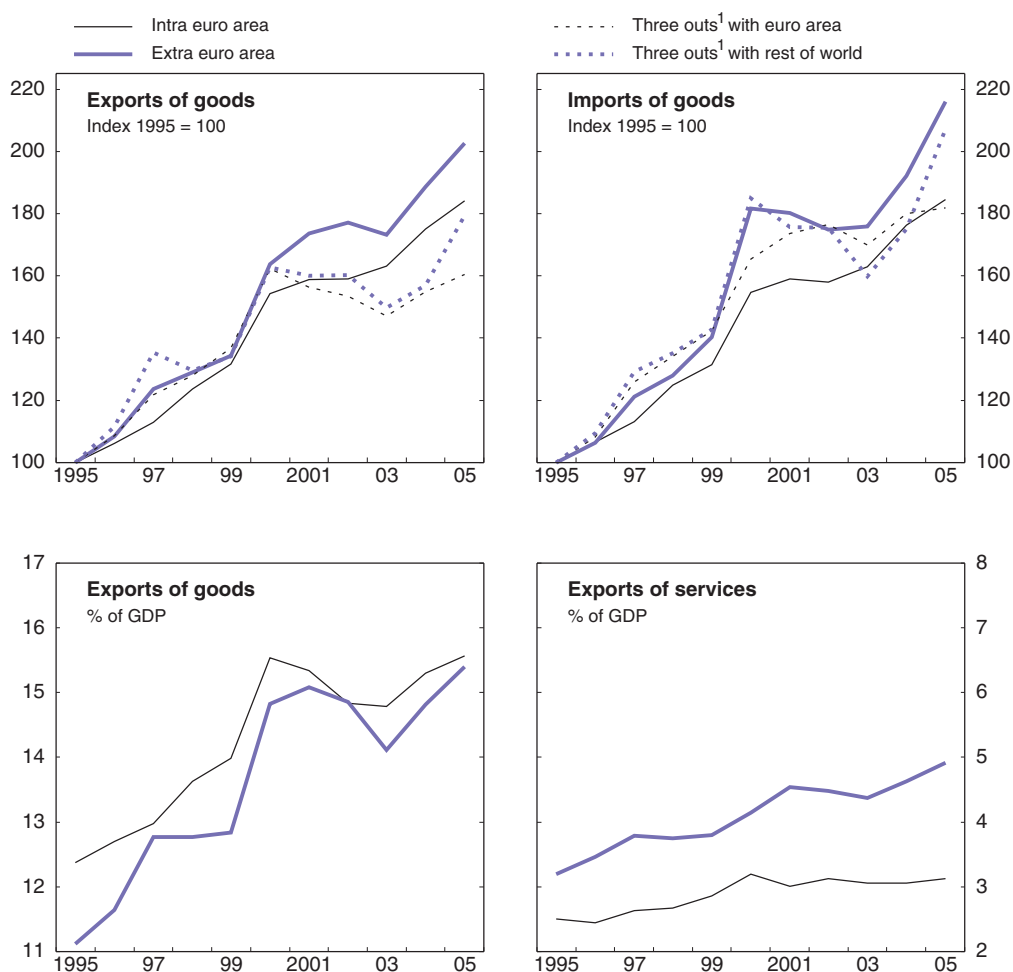 Intra euro area
Extra euro area
Three outs1 with euro area
Three outs1 with rest of world
Exports of goods
Index 1995 = 100
220
200
180
160
140
120
100
1995 97 99 2001 03 05
Imports of goods
Index 1995 = 100
220
200
180
160
140
120
100
1995 97 99 2001 03 05
Exports of goods
% of GDP
17
16
15
14
13
12
11
1995 97 99 2001 03 05
Exports of services
% of GDP
8
7
6
5
4
3
2
1995 97 99 2001 03 05